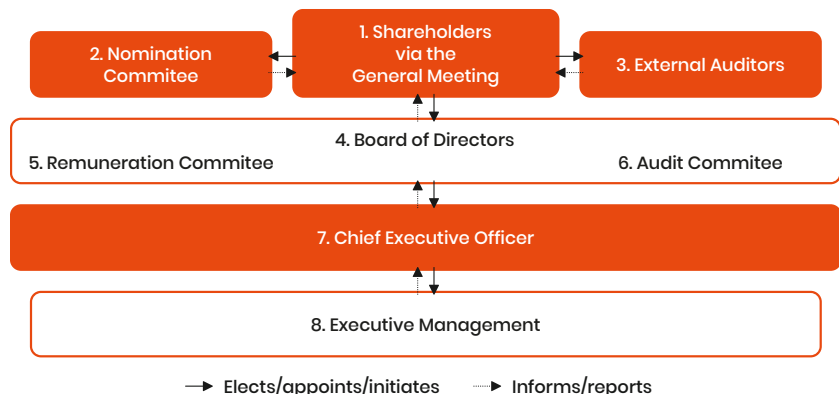 1. Shareholders
via the
General Meeting
2. Nomination
Commitee
3. External Auditors
4. Board of Directors
5. Remuneration Commitee
6. Audit Commitee
7. Chief Executive Officer
8. Executive Management
Elects/appoints/initiates
Informs/reports